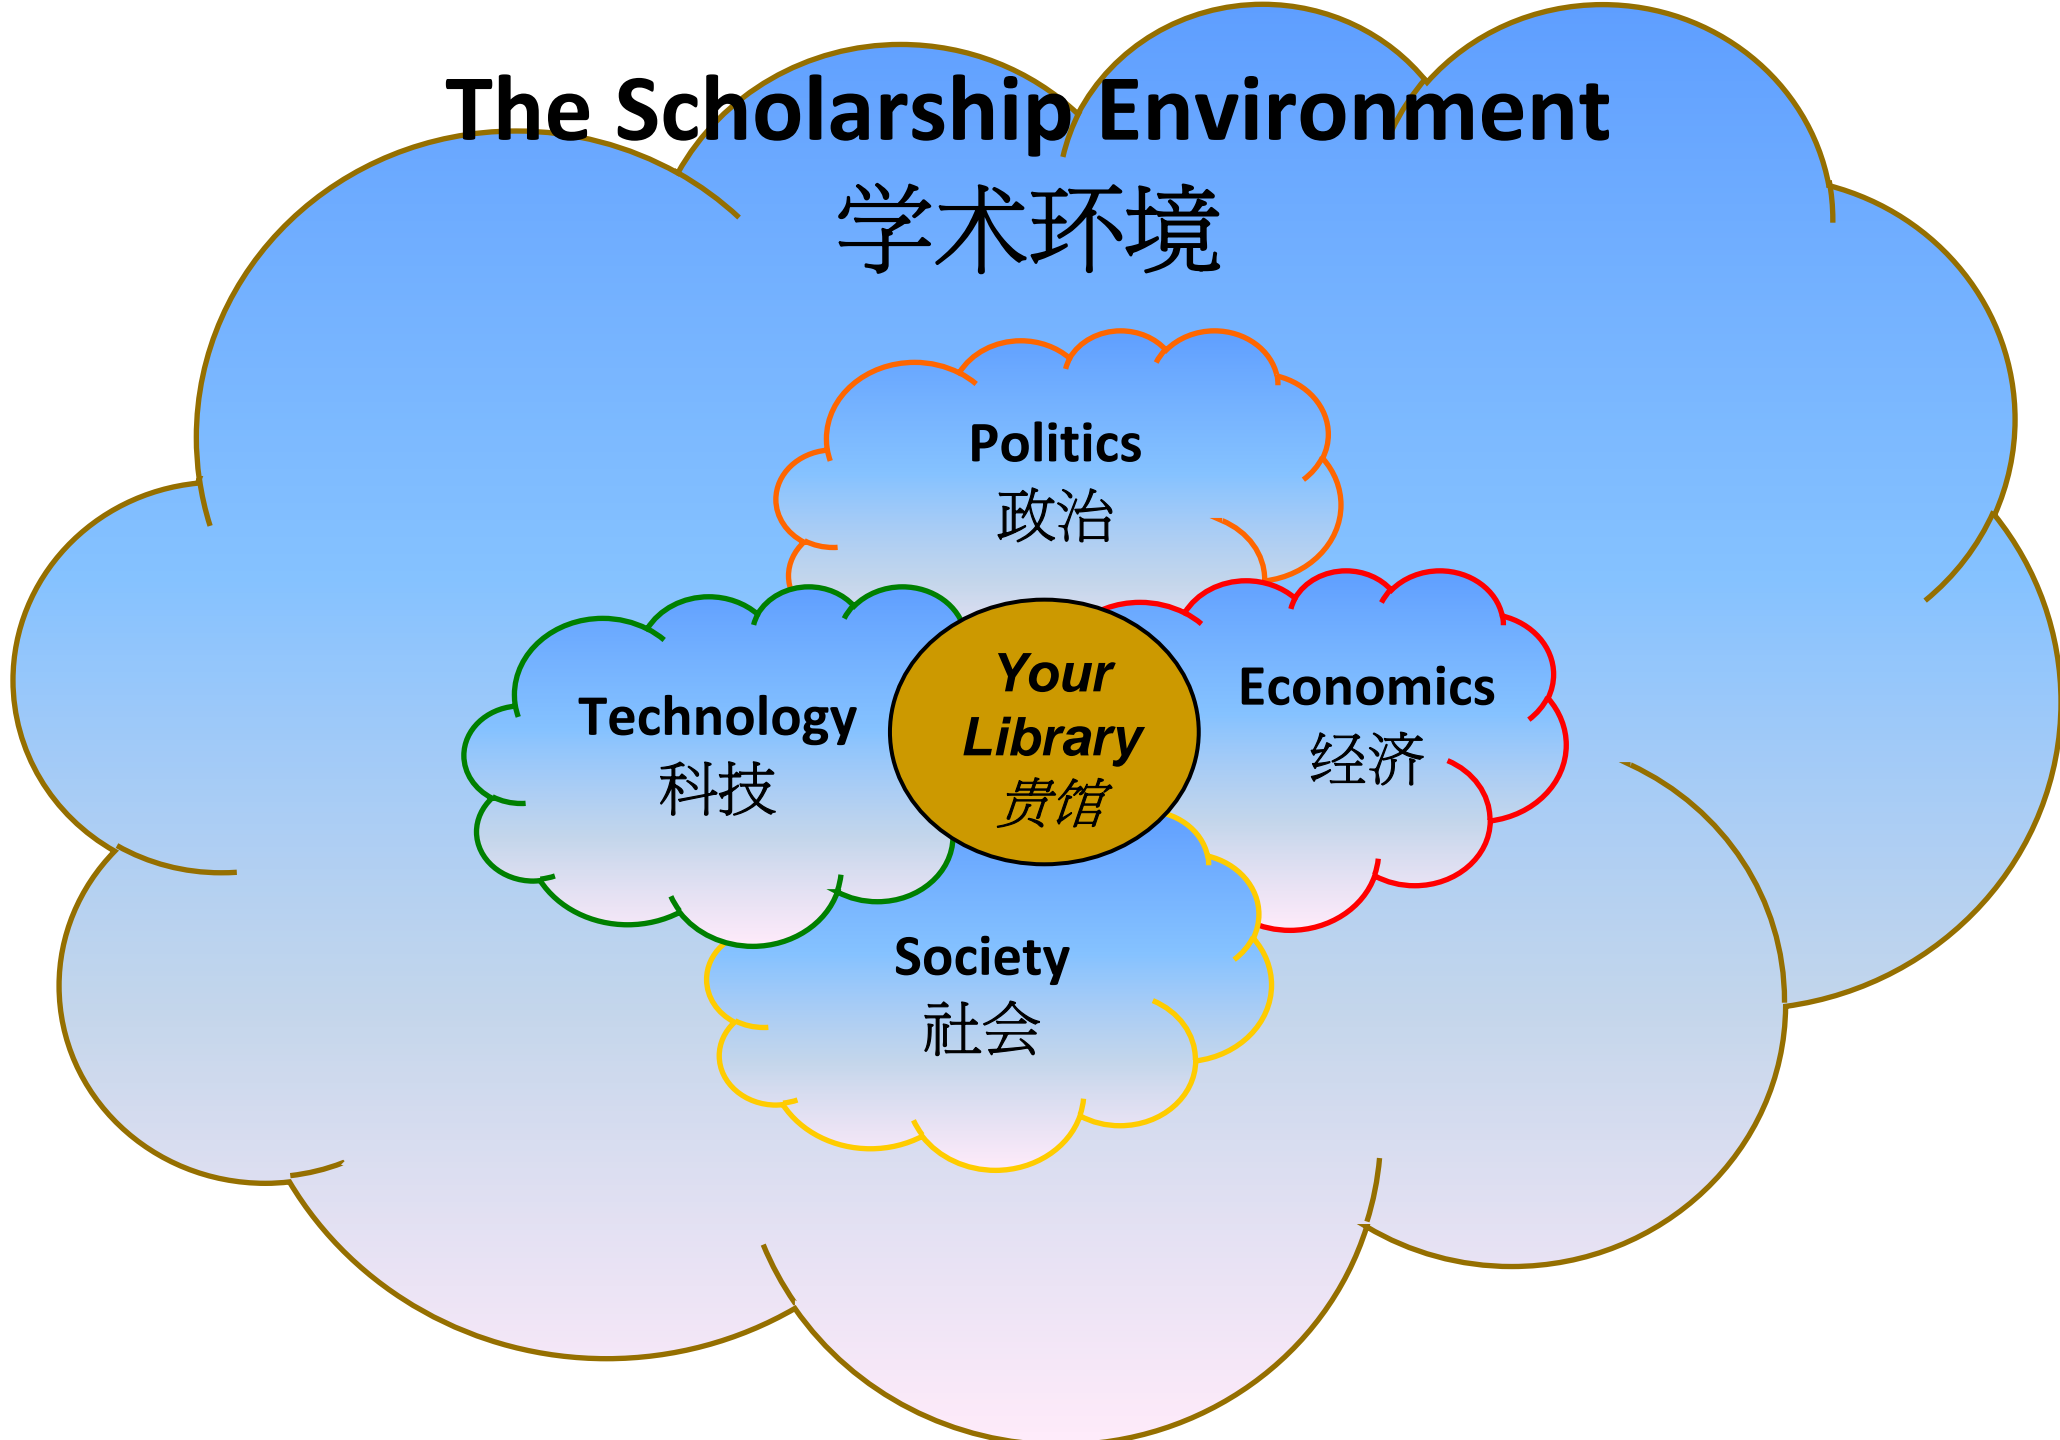 The Scholarship Environment
学术环境
Politics
政治
Technology
科技
Your
Library
贵馆
Economics
经济
Society
社会